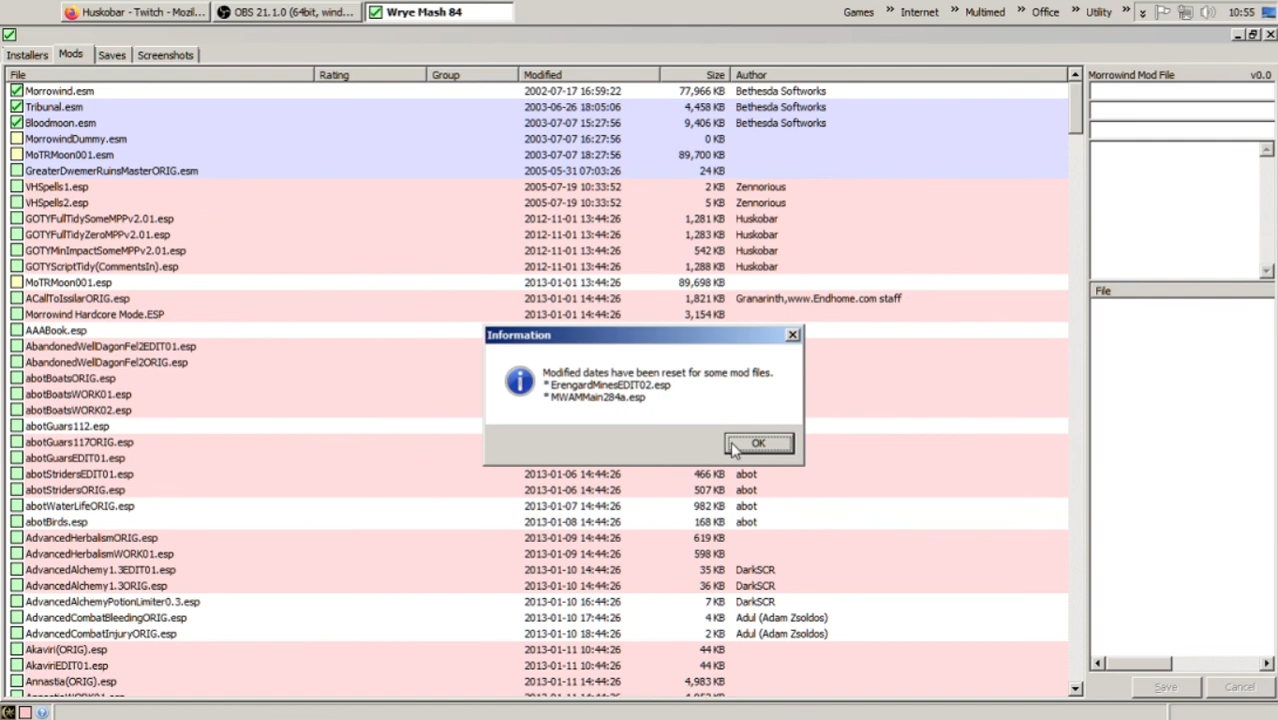 Huskobar - Twitch - Mozil...
OBS 21.1.0 (64bit, wind...
Wrye Mash 84
Games
Internet
Multimed
Office
Utility
10:55
Installers
Mods
Saves
Screenshots
File Rating Group Modified Size Author
Morrowind.esm 2002-07-17 16:59:22 77,966 KB Bethesda Softworks
Tribunal.esm 2003-06-26 18:05:06 4,458 KB Bethesda Softworks
Bloodmoon.esm 2003-07-07 15:27:56 9,406 KB Bethesda Softworks
MorrowindDummy.esm 2003-07-07 16:27:56 0 KB
MoTRMoon001.esm 2003-07-07 18:27:56 89,700 KB
GreaterDwemerRuinsMasterORIG.esm 2005-05-31 07:03:26 24 KB
VHSpells1.esp 2005-07-19 10:33:52 2 KB Zennorious
VHSpells2.esp 2005-07-19 10:33:52 5 KB Zennorious
GOTYFullTidySomeMPPv2.01.esp 2012-11-01 13:44:26 1,281 KB Huskobar
GOTYFullTidyZeroMPPv2.01.esp 2012-11-01 13:44:26 1,283 KB Huskobar
GOTYMinImpactSomeMPPv2.01.esp 2012-11-01 13:44:26 542 KB Huskobar
GOTYScriptTidy(CommentsIn).esp 2012-11-01 13:44:26 1,288 KB Huskobar
MoTRMoon001.esp 2013-01-01 13:44:26 89,698 KB
ACallToIssilarORIG.esp 2013-01-01 14:44:26 1,821 KB Granarinth,www.Endhome.com staff
Morrowind Hardcore Mode.ESP 2013-01-01 14:44:26 3,154 KB
AAABook.esp
AbandonedWellDagonFel2EDIT01.esp
AbandonedWellDagonFel2ORIG.esp
abotBoatsORIG.esp
abotBoatsWORK01.esp
abotBoatsWORK02.esp
abotGuars112.esp
abotGuars117ORIG.esp
abotGuarsEDIT01.esp
abotStridersEDIT01.esp 2013-01-06 14:44:26 466 KB abot
abotStridersORIG.esp 2013-01-06 14:44:26 507 KB abot
abotWaterLifeORIG.esp 2013-01-07 14:44:26 982 KB abot
abotBirds.esp 2013-01-08 14:44:26 168 KB abot
AdvancedHerbalismORIG.esp 2013-01-09 14:44:26 619 KB
AdvancedHerbalismWORK01.esp 2013-01-09 14:44:26 598 KB
AdvancedAlchemy1.3EDIT01.esp 2013-01-10 14:44:26 35 KB DarkSCR
AdvancedAlchemy1.3ORIG.esp 2013-01-10 14:44:26 36 KB DarkSCR
AdvancedAlchemyPotionLimiter0.3.esp 2013-01-10 16:44:26 7 KB DarkSCR
AdvancedCombatBleedingORIG.esp 2013-01-10 17:44:26 4 KB Adul (Adam Zsoldos)
AdvancedCombatInjuryORIG.esp 2013-01-10 18:44:26 2 KB Adul (Adam Zsoldos)
Akaviri(ORIG).esp 2013-01-11 10:44:26 44 KB
AkaviriEDIT01.esp 2013-01-11 10:44:26 44 KB
Annastia(ORIG).esp 2013-01-11 14:44:26 4,983 KB
Information
Modified dates have been reset for some mod files.
* ErengardMinesEDIT02.esp
* MWAMMain284a.esp
OK
Morrowind Mod File v0.0
File
Save
Cancel